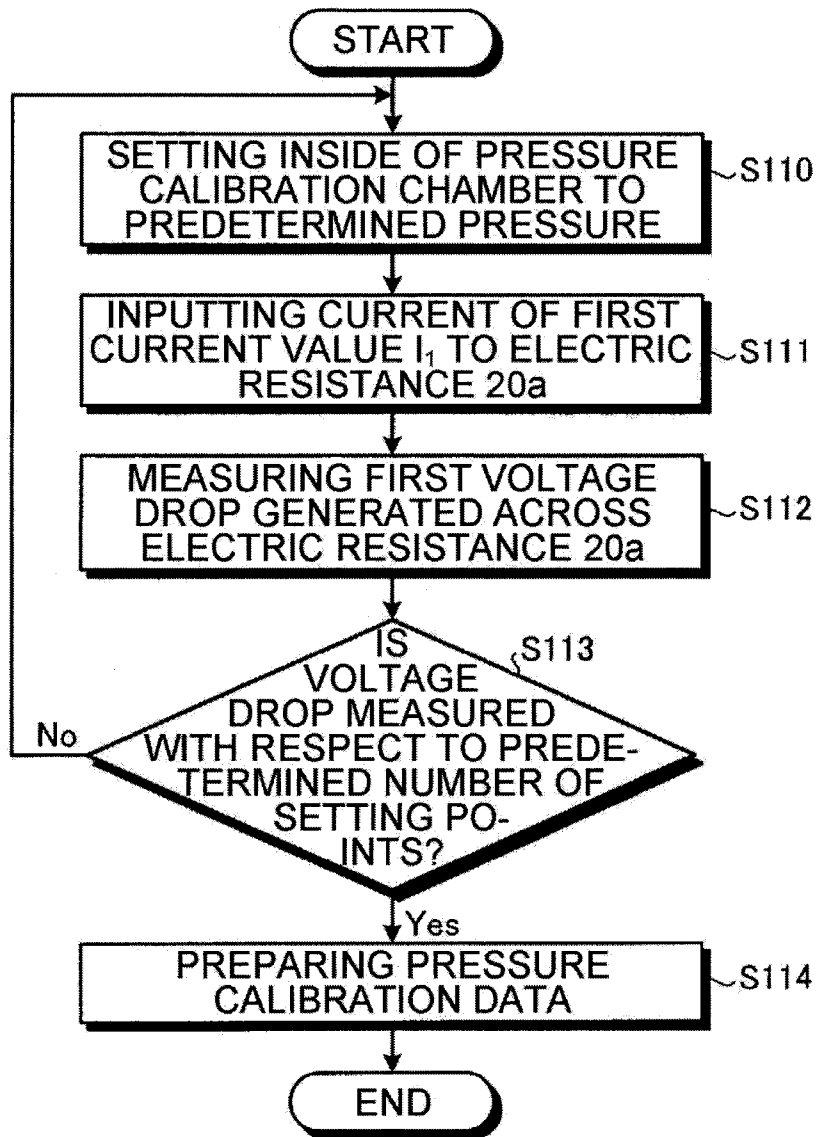 START
SETTING INSIDE OF PRESSURE
CALIBRATION CHAMBER TO
PREDETERMINED PRESSURE
S110
INPUTTING CURRENT OF FIRST
CURRENT VALUE I₁ TO ELECTRIC
RESISTANCE 20a
S111
MEASURING FIRST VOLTAGE
DROP GENERATED ACROSS
ELECTRIC RESISTANCE 20a
S112
IS
VOLTAGE
DROP MEASURED
WITH RESPECT TO PREDE-
TERMINED NUMBER OF
SETTING PO-
INTS?
S113
No
Yes
PREPARING PRESSURE
CALIBRATION DATA
S114
END